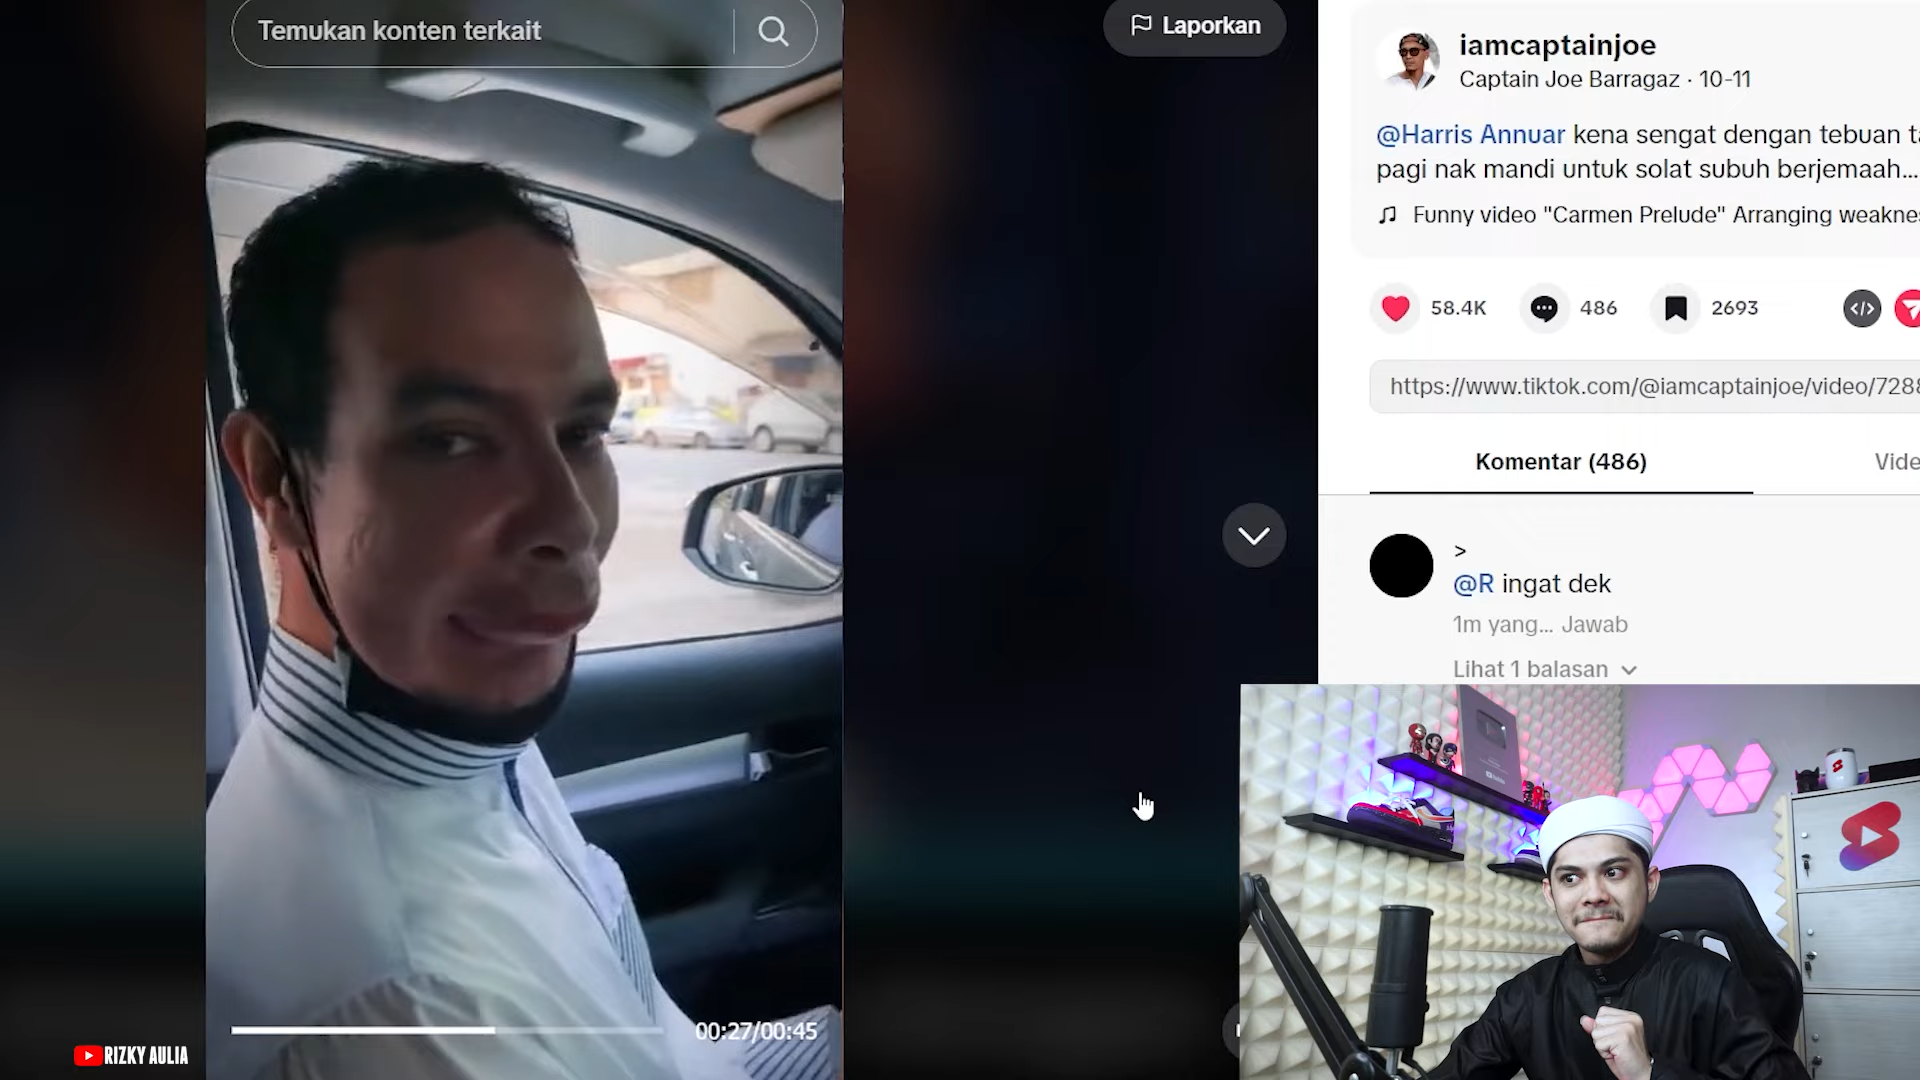 Temukan konten terkait
Laporkan
iamcaptainjoe
Captain Joe Barragaz · 10-11
@Harris Annuar kena sengat dengan tebuan
pagi nak mandi untuk solat subuh berjemaah...
Funny video "Carmen Prelude" Arranging
58.4K
486
2693
https://www.tiktok.com/@iamcaptainjoe/video/728
Komentar (486)
>
@R ingat dek
1m yang... Jawab
Lihat 1 balasan
00:27/00:45
RIZKY AULIA